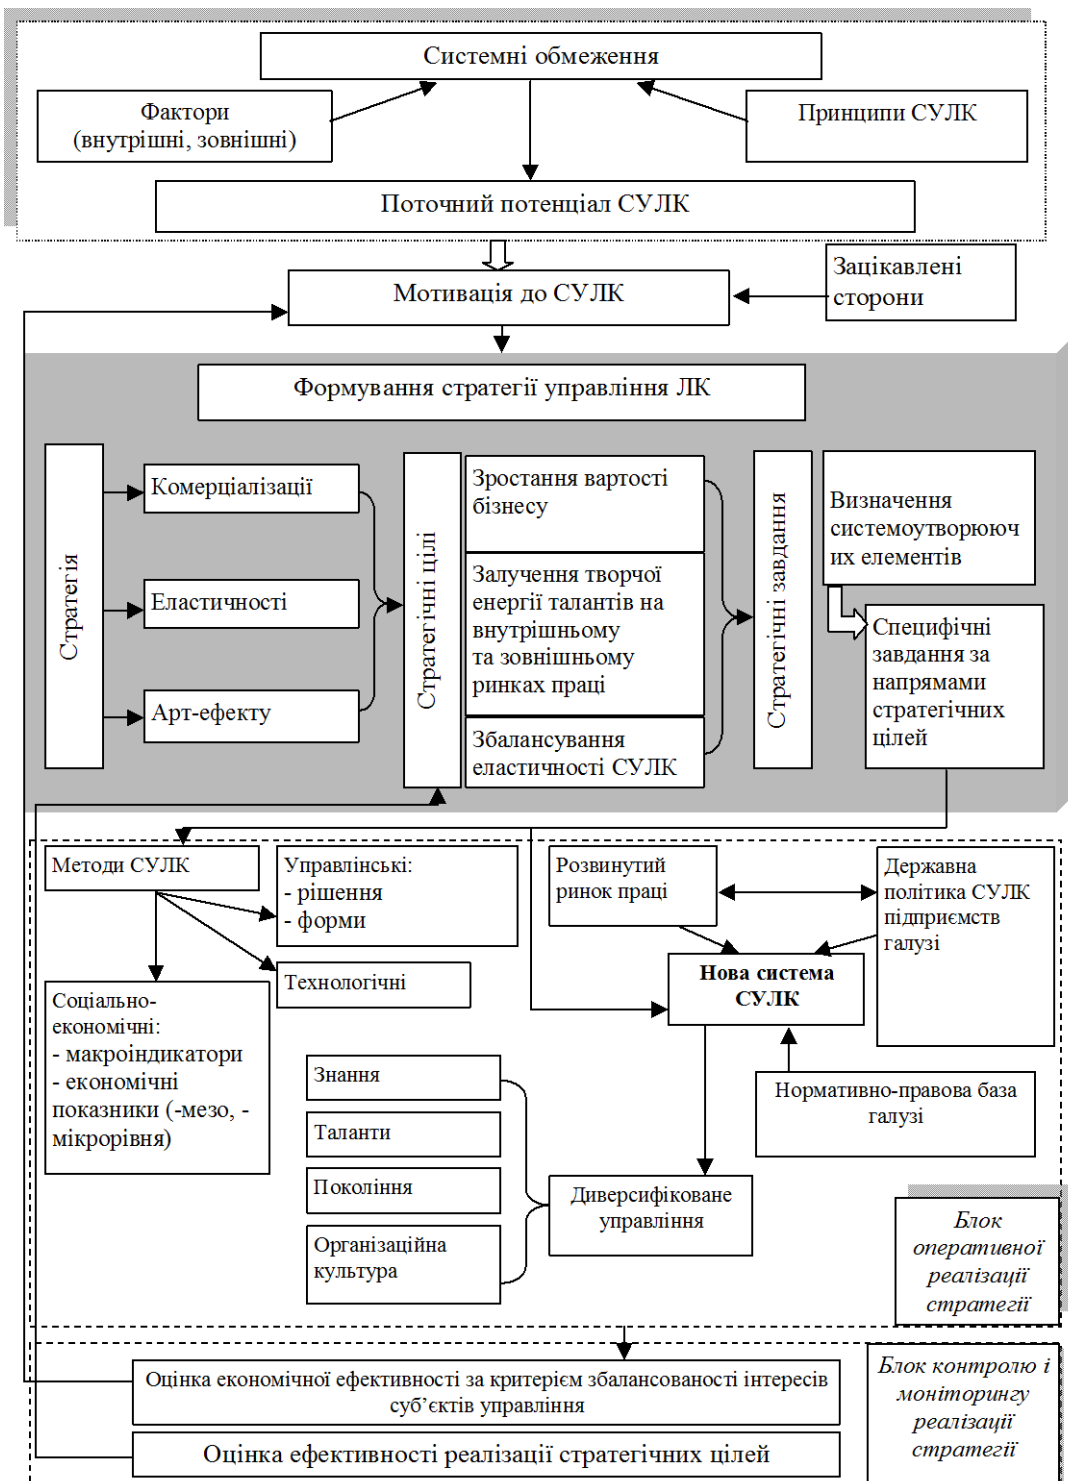 Системні обмеження
Фактори
(внутрішні, зовнішні)
Принципи СУЛК
Поточний потенціал СУЛК
Зацікавлені
сторони
Мотивація до СУЛК
Формування стратегії управління ЛК
Стратегія
Комерціалізації
Еластичності
Арт-ефекту
Стратегічні цілі
Зростання вартості
бізнесу
Залучення творчої
енергії талантів на
внутрішньому
та зовнішньому
ринках праці
Збалансування
еластичності СУЛК
Стратегічні завдання
Визначення
системоутворююч
их елементів
Специфічні
завдання за
напрямами
стратегічних
цілей
Методи СУЛК
Управлінські:
- рішення
- форми
Технологічні
Соціально-
економічні:
- макроіндикатори
- економічні
показники (-мезо, -
мікрорівня)
Розвинутий
ринок праці
Державна
політика СУЛК
підприємств
галузі
Нова система
СУЛК
Нормативно-правова база
галузі
Знання
Таланти
Покоління
Організаційна
культура
Диверсифіковане
управління
Блок
оперативної
реалізації
стратегії
Оцінка економічної ефективності за критерієм збалансованості інтересів
суб’єктів управління
Оцінка ефективності реалізації стратегічних цілей
Блок контролю і
моніторингу
реалізації
стратегії